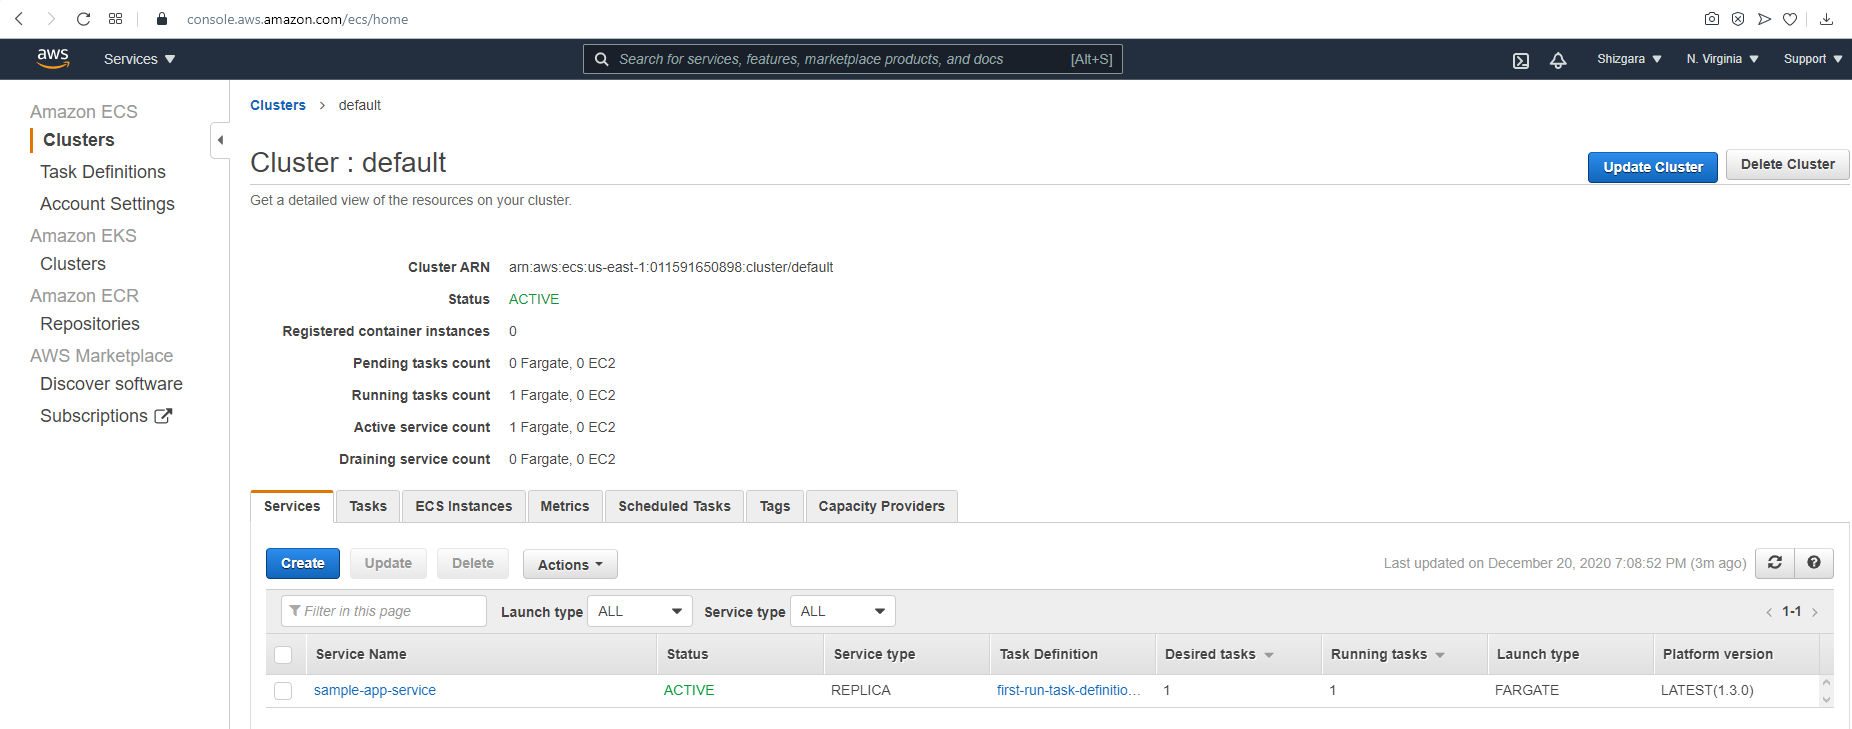 console.aws.amazon.com/ecs/home
aws
Services
Search for services, features, marketplace products, and docs
[Alt+S]
Shizgara
N. Virginia
Support
Amazon ECS
Clusters
Task Definitions
Account Settings
Amazon EKS
Clusters
Amazon ECR
Repositories
AWS Marketplace
Discover software
Subscriptions
Clusters > default
Cluster : default
Update Cluster
Delete Cluster
Get a detailed view of the resources on your cluster.
Cluster ARN arn:aws:ecs:us-east-1:011591650898:cluster/default
Status ACTIVE
Registered container instances 0
Pending tasks count 0 Fargate, 0 EC2
Running tasks count 1 Fargate, 0 EC2
Active service count 1 Fargate, 0 EC2
Draining service count 0 Fargate, 0 EC2
Services Tasks ECS Instances Metrics Scheduled Tasks Tags Capacity Providers
Create Update Delete Actions
Last updated on December 20, 2020 7:08:52 PM (3m ago)
Filter in this page Launch type ALL Service type ALL < 1-1 >
Service Name Status Service type Task Definition Desired tasks Running tasks Launch type Platform version
sample-app-service ACTIVE REPLICA first-run-task-definitio... 1 1 FARGATE LATEST(1.3.0)